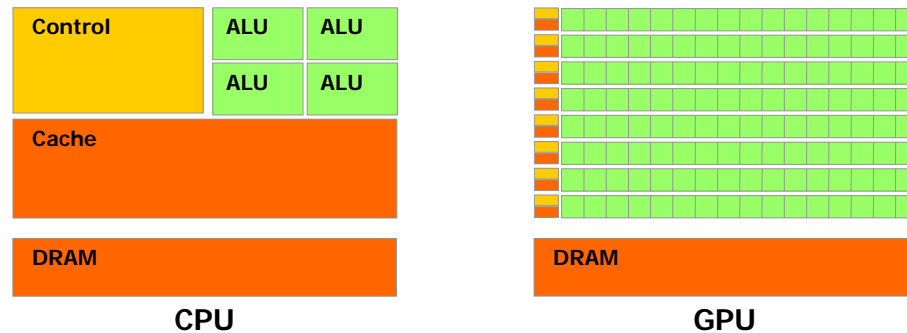 Control
ALU ALU
ALU ALU
Cache
DRAM
CPU
DRAM
GPU